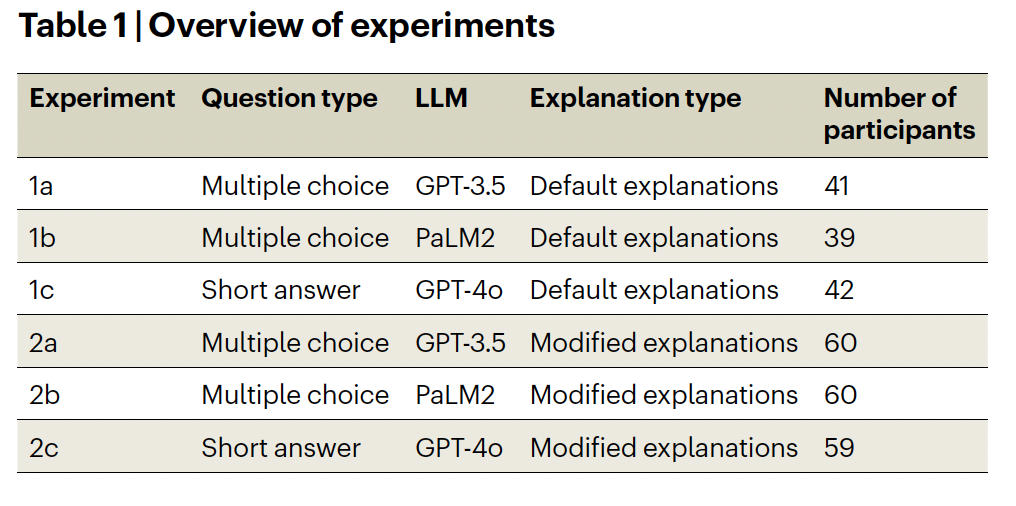 Table 1 | Overview of experiments
Experiment Question type LLM Explanation type Number of participants
1a Multiple choice GPT-3.5 Default explanations 41
1b Multiple choice PaLM2 Default explanations 39
1c Short answer GPT-4o Default explanations 42
2a Multiple choice GPT-3.5 Modified explanations 60
2b Multiple choice PaLM2 Modified explanations 60
2c Short answer GPT-4o Modified explanations 59